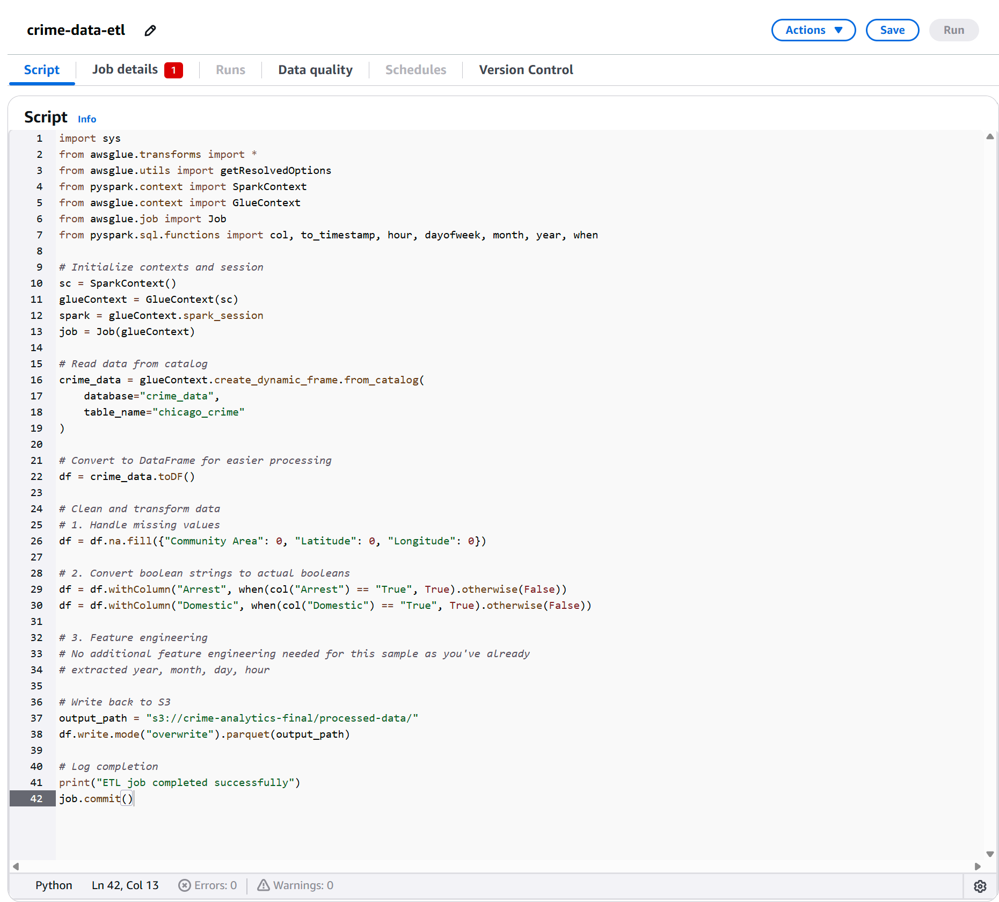 crime-data-etl
Actions
Save
Run
Script
Job details 1
Runs
Data quality
Schedules
Version Control
Script Info
1 import sys
2 from awsglue.transforms import *
3 from awsglue.utils import getResolvedOptions
4 from pyspark.context import SparkContext
5 from awsglue.context import GlueContext
6 from awsglue.job import Job
7 from pyspark.sql.functions import col, to_timestamp, hour, dayofweek, month, year, when
8
9 # Initialize contexts and session
10 sc = SparkContext()
11 glueContext = GlueContext(sc)
12 spark = glueContext.spark_session
13 job = Job(glueContext)
14
15 # Read data from catalog
16 crime_data = glueContext.create_dynamic_frame.from_catalog(
17     database="crime_data",
18     table_name="chicago_crime"
19 )
20
21 # Convert to DataFrame for easier processing
22 df = crime_data.toDF()
23
24 # Clean and transform data
25 # 1. Handle missing values
26 df = df.na.fill({"Community Area": 0, "Latitude": 0, "Longitude": 0})
27
28 # 2. Convert boolean strings to actual booleans
29 df = df.withColumn("Arrest", when(col("Arrest") == "True", True).otherwise(False))
30 df = df.withColumn("Domestic", when(col("Domestic") == "True", True).otherwise(False))
31
32 # 3. Feature engineering
33 # No additional feature engineering needed for this sample as you've already
34 # extracted year, month, day, hour
35
36 # Write back to S3
37 output_path = "s3://crime-analytics-final/processed-data/"
38 df.write.mode("overwrite").parquet(output_path)
39
40 # Log completion
41 print("ETL job completed successfully")
42 job.commit()
Python Ln 42, Col 13 Errors: 0 Warnings: 0